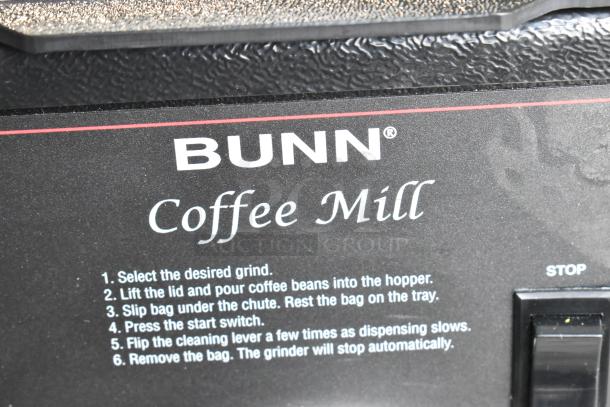 BUNN®
Coffee Mill
AUCTION GROUP
1. Select the desired grind.
2. Lift the lid and pour coffee beans into the hopper.
3. Slip bag under the chute. Rest the bag on the tray.
4. Press the start switch.
5. Flip the cleaning lever a few times as dispensing slows.
6. Remove the bag. The grinder will stop automatically.
STOP